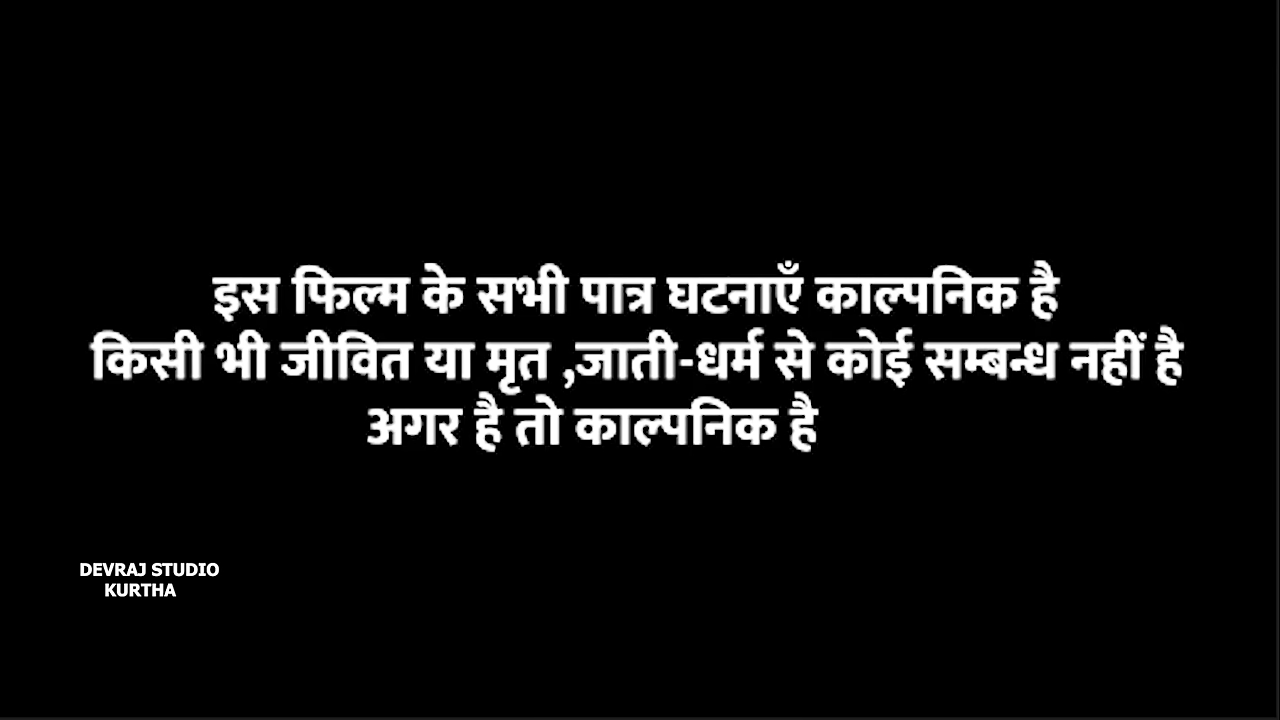 इस फिल्म के सभी पात्र घटनाएँ काल्पनिक है
किसी भी जीवित या मृत ,जाती-धर्म से कोई सम्बन्ध नहीं है
अगर है तो काल्पनिक है
DEVRAJ STUDIO
KURTHA